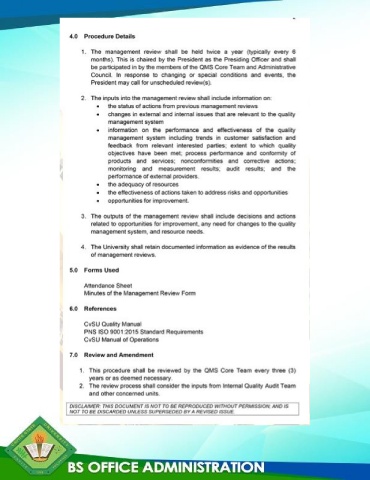 4.0 Procedure Details
1. The management review shall be held twice a year (typically every 6
months). This is chaired by the President as the Presiding Officer and shall
be participated in by the members of the QMS Core Team and Administrative
Council. In response to changing or special conditions and events, the
President may call for unscheduled review(s).
2. The inputs into the management review shall include information on:
• the status of actions from previous management reviews
• changes in external and internal issues that are relevant to the quality
management system
• information on the performance and effectiveness of the quality
management system including trends in customer satisfaction and
feedback from relevant interested parties; extent to which quality
objectives have been met; process performance and conformity of
products and services; nonconformities and corrective actions;
monitoring and measurement results; audit results; and the
performance of external providers.
• the adequacy of resources
• the effectiveness of actions taken to address risks and opportunities
• opportunities for improvement.
3. The outputs of the management review shall include decisions and actions
related to opportunities for improvement, any need for changes to the quality
management system, and resource needs.
4. The University shall retain documented information as evidence of the results
of management reviews.
5.0 Forms Used
Attendance Sheet
Minutes of the Management Review Form
6.0 References
CvSU Quality Manual
PNS ISO 9001:2015 Standard Requirements
CvSU Manual of Operations
7.0 Review and Amendment
1. This procedure shall be reviewed by the QMS Core Team every three (3)
years or as deemed necessary.
2. The review process shall consider the inputs from Internal Quality Audit Team
and other concerned units.
DISCLAIMER: THIS DOCUMENT IS NOT TO BE REPRODUCED WITHOUT PERMISSION, AND IS
NOT TO BE DISCARDED UNLESS SUPERSEDED BY A REVISED ISSUE.
BS OFFICE ADMINISTRATION